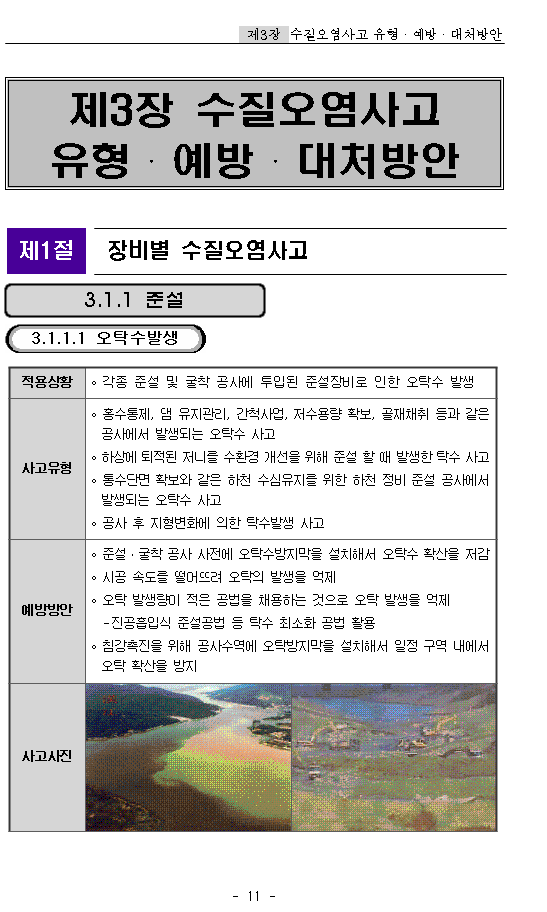 제3장 수질오염사고 유형 · 예방 · 대처방안
제3장 수질오염사고
유형 · 예방 · 대처방안
제1절 장비별 수질오염사고
3.1.1 준설
3.1.1.1 오탁수발생
적용상황
∘ 각종 준설 및 굴착 공사에 투입된 준설장비로 인한 오탁수 발생
사고유형
∘ 홍수통제, 댐 유지관리, 간척사업, 저수용량 확보, 골재채취 등과 같은
공사에서 발생되는 오탁수 사고
∘ 하상에 퇴적된 저니를 수환경 개선을 위해 준설 할 때 발생한 탁수 사고
∘ 통수단면 확보와 같은 하천 수심유지를 위한 하천 정비 준설 공사에서
발생되는 오탁수 사고
∘ 공사 후 지형변화에 의한 탁수발생 사고
예방방안
∘ 준설 · 굴착 공사 사전에 오탁수방지막을 설치해서 오탁수 확산을 저감
∘ 시공 속도를 떨어뜨려 오탁의 발생을 억제
∘ 오탁 발생량이 적은 공법을 채용하는 것으로 오탁 발생을 억제
-진공흡입식 준설공법 등 탁수 최소화 공법 활용
∘ 침강촉진을 위해 공사수역에 오탁방지막을 설치해서 일정 구역 내에서
오탁 확산을 방지
사고사진
- 11 -